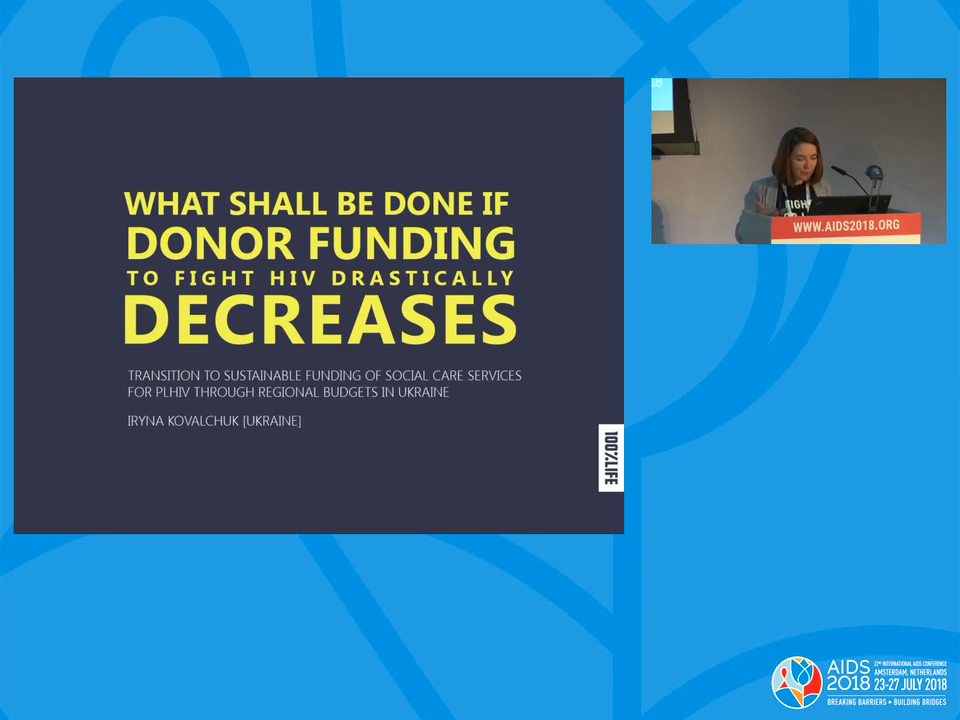 WHAT SHALL BE DONE IF
DONOR FUNDING
TO FIGHT HIV DRASTICALLY
DECREASES
TRANSITION TO SUSTAINABLE FUNDING OF SOCIAL CARE SERVICES
FOR PLHIV THROUGH REGIONAL BUDGETS IN UKRAINE
IRYNA KOVALCHUK [UKRAINE]
100%LIFE
18
WWW.AIDS2018.ORG
AIDS
2018
22ND INTERNATIONAL AIDS CONFERENCE
AMSTERDAM, NETHERLANDS
23-27 JULY 2018
BREAKING BARRIERS • BUILDING BRIDGES